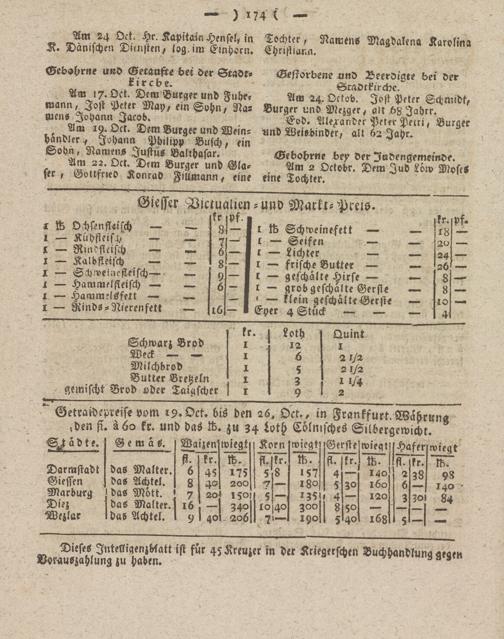 — ) 174 ( —
Am 24 Oct. Hr. Kapitain Hensel, in
K. Dänischen Diensten, log. im Einhorn.
Gebohrne und Getaufte bei der Stadt-
kirche.
Am 17. Oct. Dem Burger und Fuhr-
mann, Jost Peter May, ein Sohn, Na-
mens Johann Jacob.
Am 19. Oct. Dem Burger und Wein-
händler, Johann Philipp Busch, ein
Sohn, Namens Justus Balthasar.
Am 22. Oct. Dem Burger und Gla-
ser, Gottfried Konrad Fillmann, eine
Tochter, Namens Magdalena Karolina
Christiann.
Gestorbene und Beerdigte bei der
Stadtkirche.
Am 24. Octob. Jost Peter Schmidt,
Burger und Mezger, alt 68 Jahr.
Eod. Alexander Peter Petri, Burger
und Weisbinder, alt 62 Jahr.
Gebohrne bey der Judengemeinde.
Am 2 Octobr. Dem Jud Löw Moses
eine Tochter.
Giesser Victualien- und Markt-Preis.
kr. pf.
1 ℔ Ochsenfleisch — — 8 —
1 — Kühfleisch — — 7 —
1 — Rindfleisch — — 6 —
1 — Kalbfleisch — — 8 —
1 — Schweinefleisch — — 9 —
1 — Hammelfleisch — — 6 —
1 — Hammelsfett — —
1 — Rinds-Nierenfett — — 16 —
kr. pf.
1 ℔ Schweinefett — — 18 —
1 — Seifen — — 20 —
1 — Lichter — — 24 —
1 — frische Butter — — 26 —
1 — geschälte Hirse — — 8 —
1 — grob geschälte Gerste — — 8 —
1 — klein geschälte Gerste — 10 —
Eyer 4 Stück — — 4
kr. Loth Quint
Schwarz Brod 1 12 1
Weck — — 1 6 2 1/2
Milchbrod 1 5 2 1/2
Butter Bretzeln 1 3 1 1/4
gemischt Brod oder Taigscher 1 9 2
Getraidepreise vom 19. Oct. bis den 26. Oct., in Frankfurt. Währung
den fl. à 60 kr. und das ℔. zu 34 Loth Cölnisches Silbergewicht.
Städte. Gemäs. Waizen wiegt Korn wiegt Gerste wiegt Hafer wiegt
fl. kr. ℔. fl. kr. ℔. fl. kr. ℔. fl. kr. ℔.
Darmstadt das Malter. 6 45 175 5 8 157 4 — 140 2 38 98
Giessen das Achtel. 8 40 200 7 — 180 5 30 160 6 — 140
Marburg das Mött. 7 20 150 5 — 135 4 — 120 3 30 84
Diez das Malter. 16 — 340 10 40 300 8 50 — — — —
Wezlar das Achtel. 9 40 206 7 — 190 5 40 168 5 — —
Dieses Intelligenzblatt ist für 45 Kreuzer in der Kriegerschen Buchhandlung gegen
Vorauszahlung zu haben.